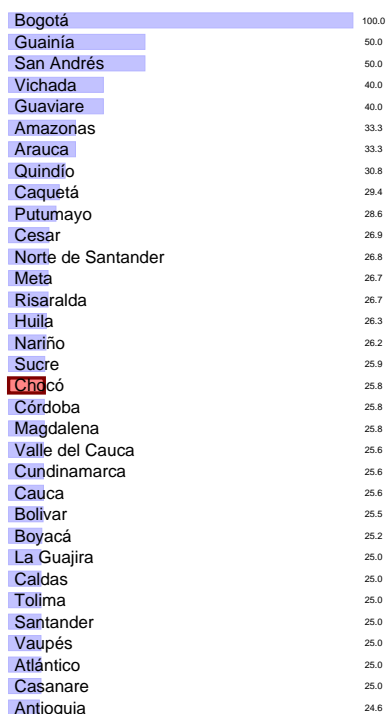 Bogotá 100.0
Guainía 50.0
San Andrés 50.0
Vichada 40.0
Guaviare 40.0
Amazonas 33.3
Arauca 33.3
Quindío 30.8
Caquetá 29.4
Putumayo 28.6
Cesar 26.9
Norte de Santander 26.8
Meta 26.7
Risaralda 26.7
Huila 26.3
Nariño 26.2
Sucre 25.9
Chocó 25.8
Córdoba 25.8
Magdalena 25.8
Valle del Cauca 25.6
Cundinamarca 25.6
Cauca 25.6
Bolivar 25.5
Boyacá 25.2
La Guajira 25.0
Caldas 25.0
Tolima 25.0
Santander 25.0
Vaupés 25.0
Atlántico 25.0
Casanare 25.0
Antioquia 24.6